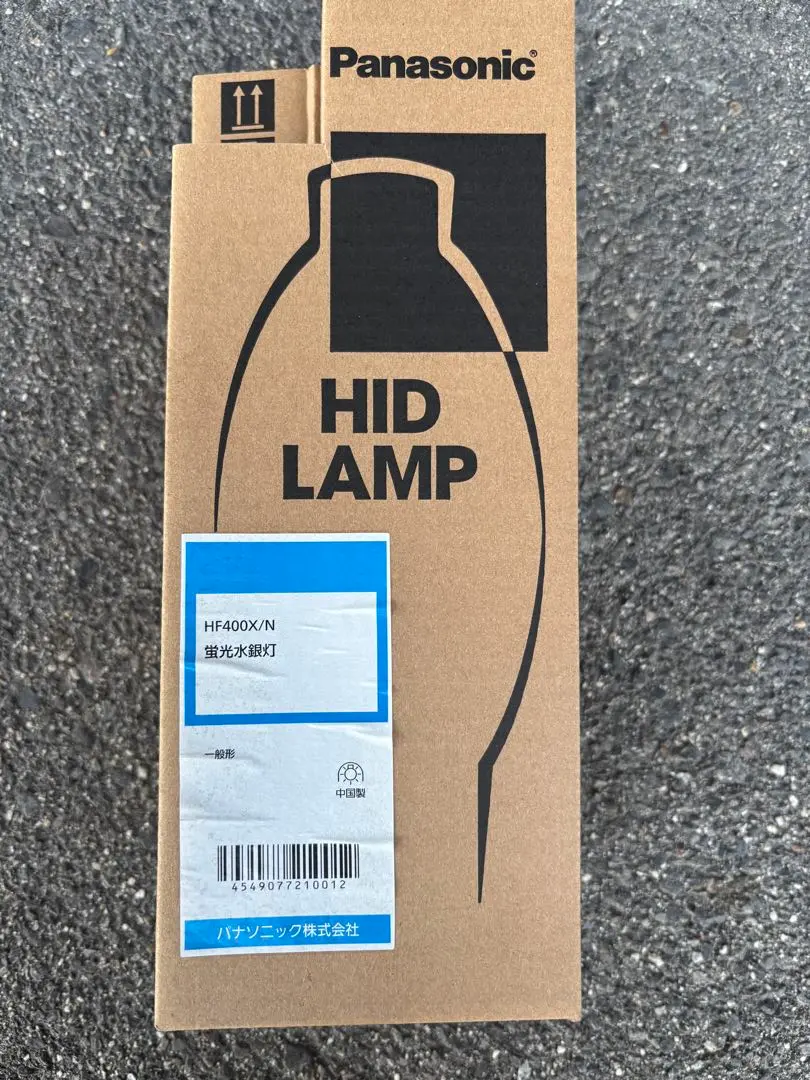 Panasonic®
HID
LAMP
HF400X/N
蛍光水銀灯
一般形
中国製
4549077210012
パナソニック株式会社